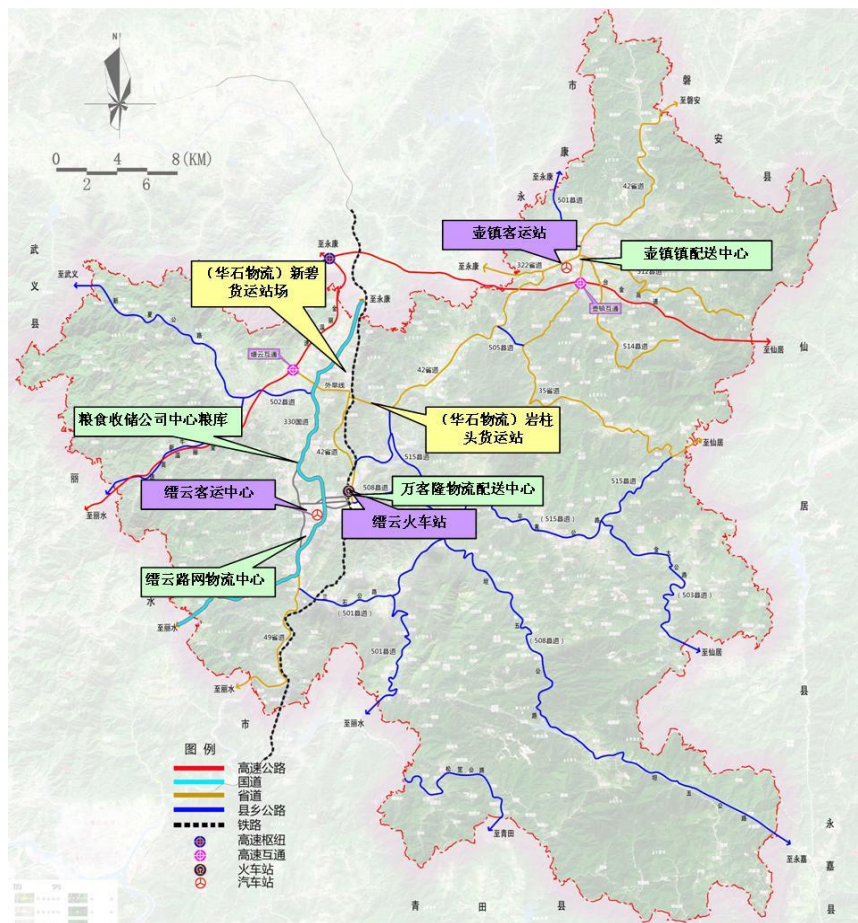 N
0 4 8 (KM)
2 6
市
康
永
磐
安
县
至磐安
42省道
至永康
501县道
壶镇客运站
壶镇镇配送中心
至永康
322省道
312县道
台金高速
壶镇互通
514县道
至仙居
仙
居
县
武
义
县
至武义
新
夏
公
路
至永康
(华石物流)新碧
货运站场
至永康
缙云互通
外环线
502县道
330国道
505县道
42省道
35省道
粮食收储公司中心粮库
(华石物流)岩柱
头货运站
42省道
515县道
508县道
万客隆物流配送中心
至仙居
515县道
(515县道)
丽
水
市
至丽水
缙云客运中心
缙云火车站
缙云路网物流中心
(503县道)
至仙居
(501县道)
(508县道)
501县道
至丽水
49省道
至丽水
至丽水
至青田
至永嘉
永
嘉
县
青
田
县
图 例
高速公路
国道
省道
县乡公路
铁路
高速枢纽
高速互通
火车站
汽车站